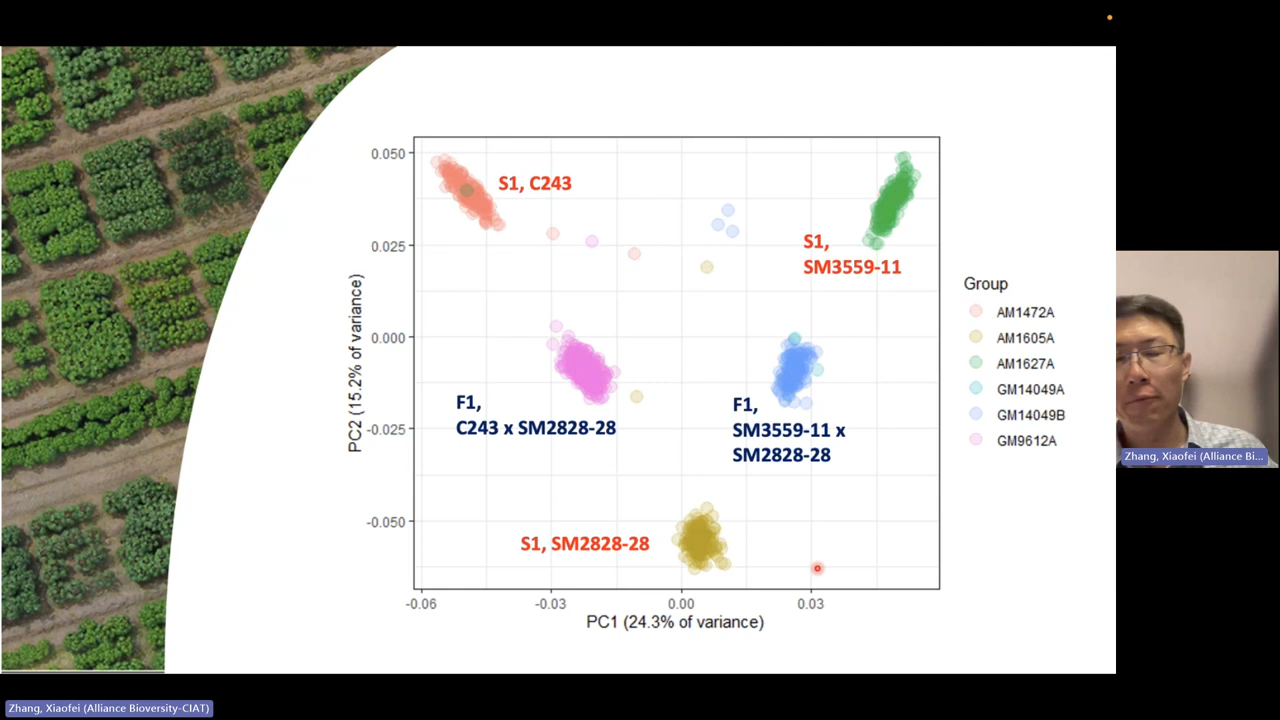 0.050
0.025
0.000
-0.025
-0.050
-0.06
-0.03
0.00
0.03
PC1 (24.3% of variance)
PC2 (15.2% of variance)
S1, C243
S1,
SM3559-11
F1,
C243 x SM2828-28
F1,
SM3559-11 x
SM2828-28
S1, SM2828-28
Group
AM1472A
AM1605A
AM1627A
GM14049A
GM14049B
GM9612A
Zhang, Xiaofei (Alliance Bi...
Zhang, Xiaofei (Alliance Bioversity-CIAT)